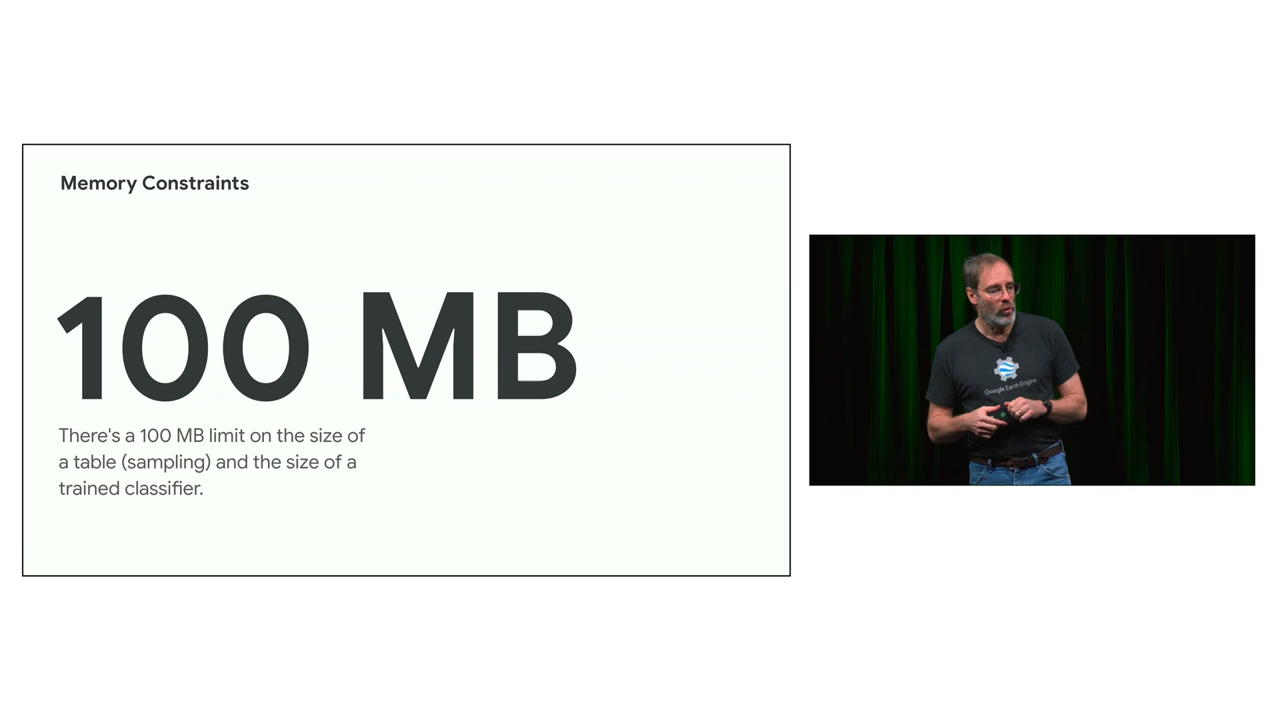 Memory Constraints
100 MB
There's a 100 MB limit on the size of
a table (sampling) and the size of a
trained classifier.
Google Earth Engine